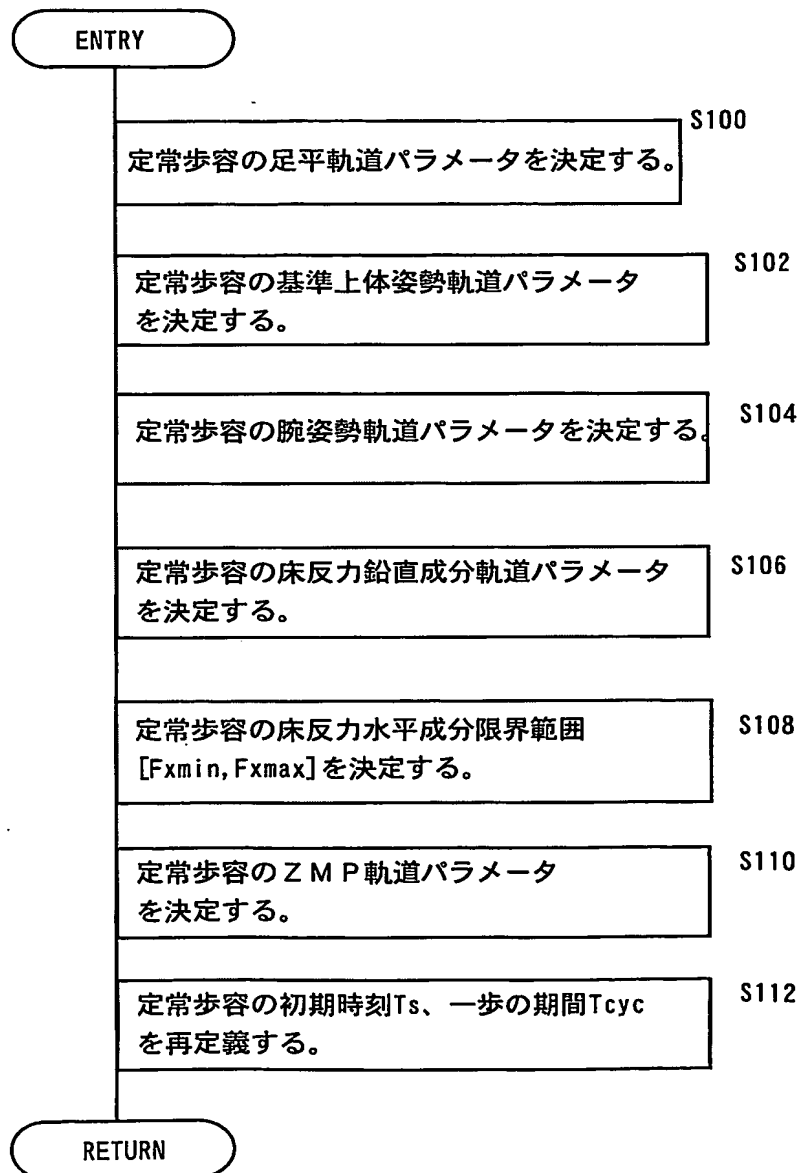 ENTRY
S100
定常歩容の足平軌道パラメータを決定する。
S102
定常歩容の基準上体姿勢軌道パラメータ
を決定する。
S104
定常歩容の腕姿勢軌道パラメータを決定する。
S106
定常歩容の床反力鉛直成分軌道パラメータ
を決定する。
S108
定常歩容の床反力水平成分限界範囲
[Fxmin,Fxmax]を決定する。
S110
定常歩容のＺＭＰ軌道パラメータ
を決定する。
S112
定常歩容の初期時刻Ts、一歩の期間Tcyc
を再定義する。
RETURN